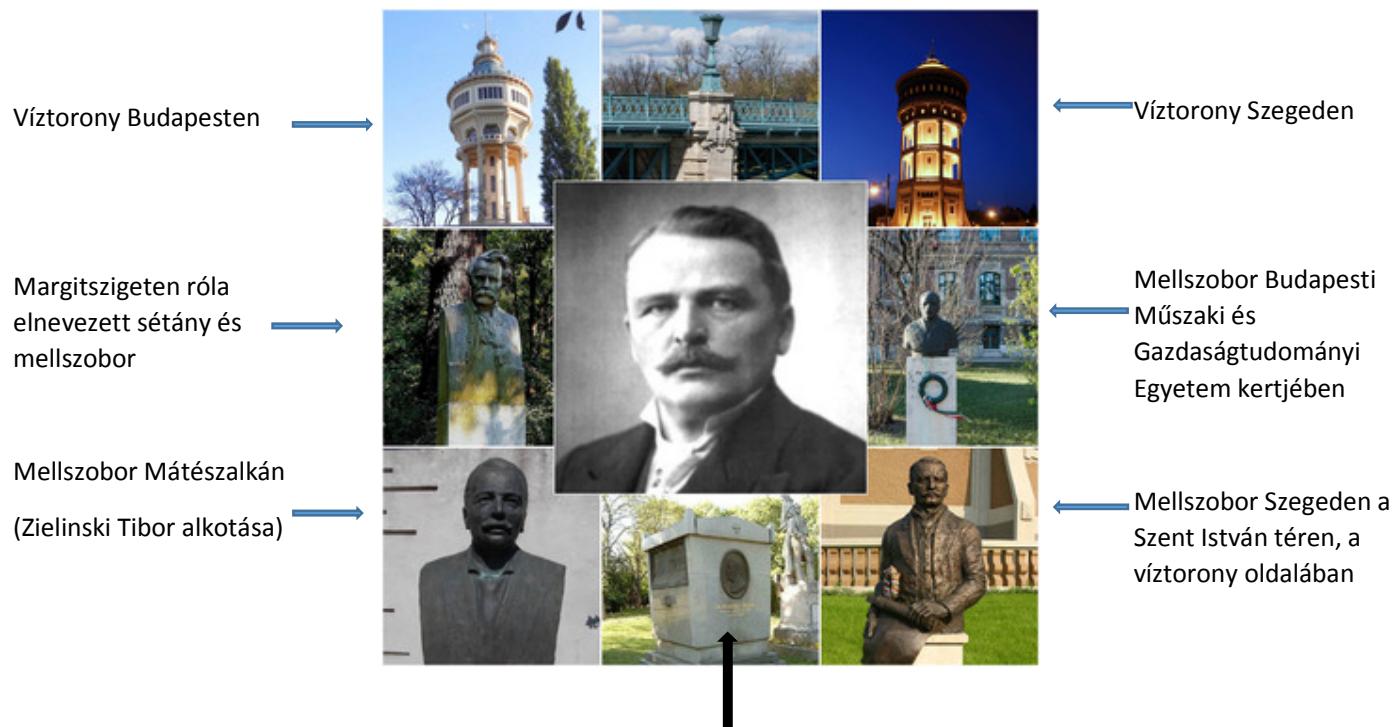 Víztorony Budapesten
Víztorony Szegeden
Margitszigeten róla
elnevezett sétány és
mellszobor
Mellszobor Budapesti
Műszaki és
Gazdaságtudományi
Egyetem kertjében
Mellszobor Mátészalkán
(Zielinski Tibor alkotása)
Mellszobor Szegeden a
Szent István téren, a
víztorony oldalában